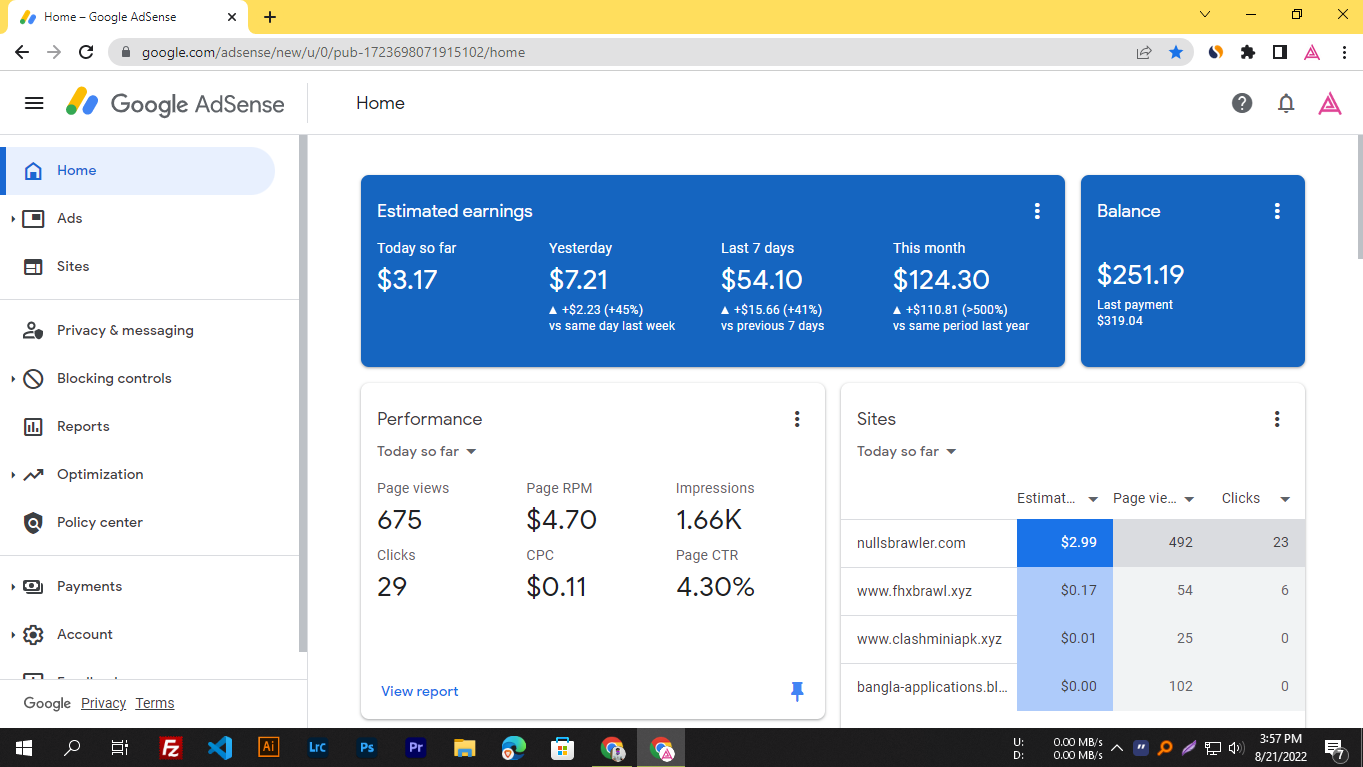 Home – Google AdSense
google.com/adsense/new/u/0/pub-1723698071915102/home
Google AdSense
Home
Home
Ads
Sites
Privacy & messaging
Blocking controls
Reports
Optimization
Policy center
Payments
Account
Google Privacy Terms
Estimated earnings
Today so far Yesterday Last 7 days This month
$3.17 $7.21 $54.10 $124.30
▲ +$2.23 (+45%) ▲ +$15.66 (+41%) ▲ +$110.81 (>500%)
vs same day last week vs previous 7 days vs same period last year
Balance
$251.19
Last payment
$319.04
Performance
Today so far
Page views Page RPM Impressions
675 $4.70 1.66K
Clicks CPC Page CTR
29 $0.11 4.30%
View report
Sites
Today so far
Estimat... Page vie... Clicks
nullsbrawler.com $2.99 492 23
www.fhxbrawl.xyz $0.17 54 6
www.clashminiapk.xyz $0.01 25 0
bangla-applications.bl... $0.00 102 0
Fz Ai Lrc Ps Pr
U: 0.00 MB/s
D: 0.00 MB/s
3:57 PM
8/21/2022
7